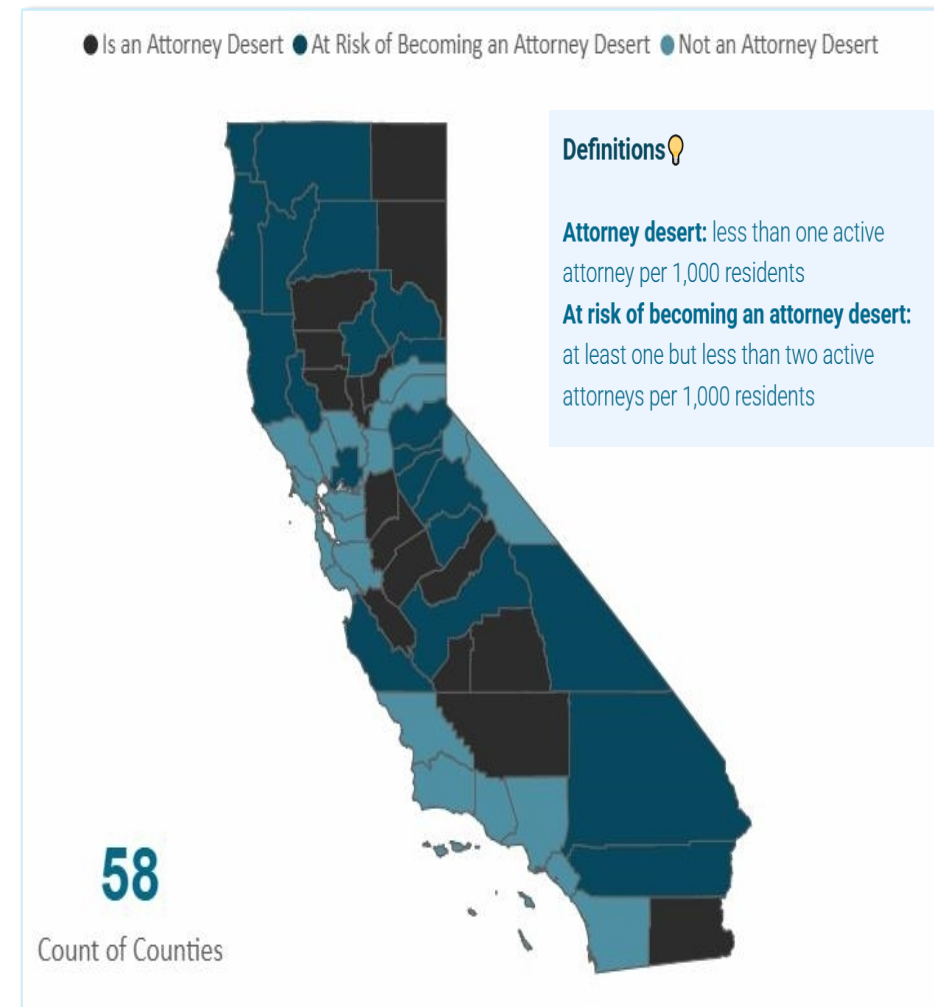 Is an Attorney Desert At Risk of Becoming an Attorney Desert Not an Attorney Desert
Definitions
Attorney desert: less than one active
attorney per 1,000 residents
At risk of becoming an attorney desert:
at least one but less than two active
attorneys per 1,000 residents
58
Count of Counties